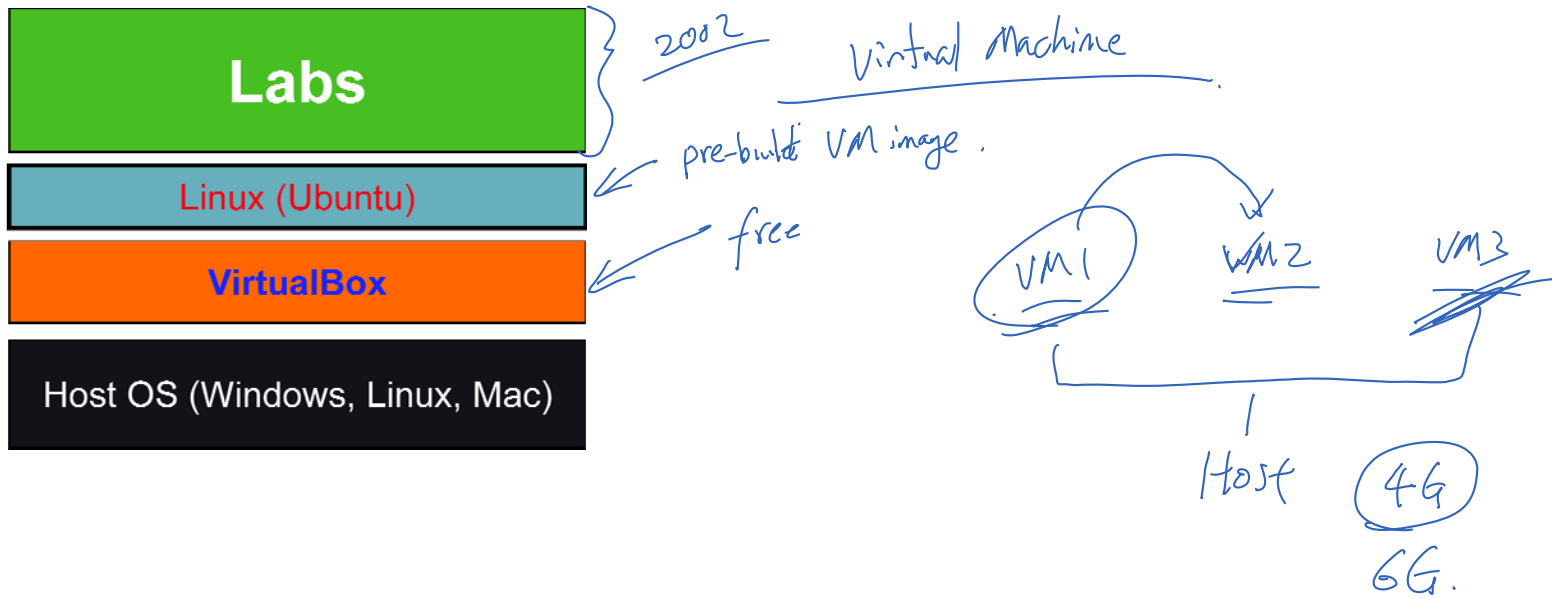 Labs
Linux (Ubuntu)
VirtualBox
Host OS (Windows, Linux, Mac)
2002
Virtual Machine
pre-build VM image.
free
VM1
VM2
VM3
Host
4G
6G.